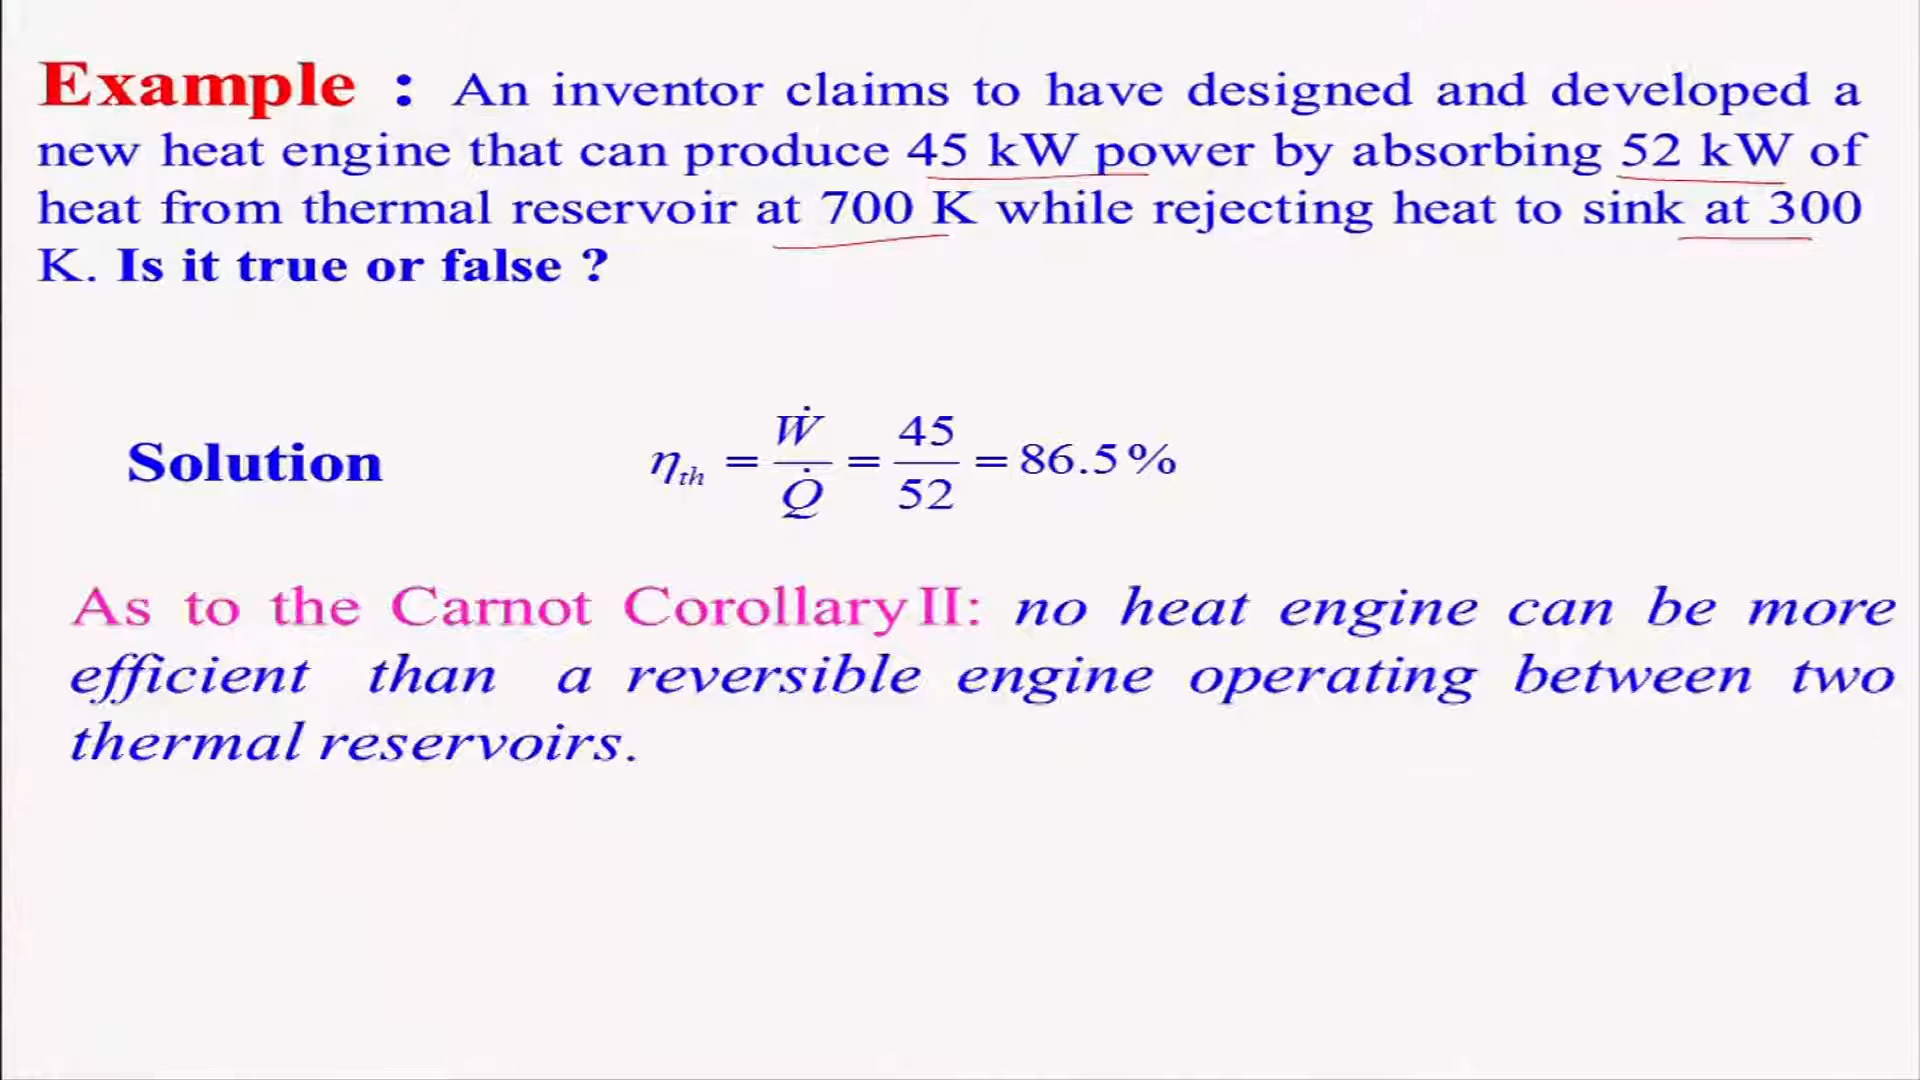 Example : An inventor claims to have designed and developed a
new heat engine that can produce 45 kW power by absorbing 52 kW of
heat from thermal reservoir at 700 K while rejecting heat to sink at 300
K. Is it true or false ?
Solution η_th = Ẇ/Q̇ = 45/52 = 86.5%
As to the Carnot Corollary II: no heat engine can be more
efficient than a reversible engine operating between two
thermal reservoirs.